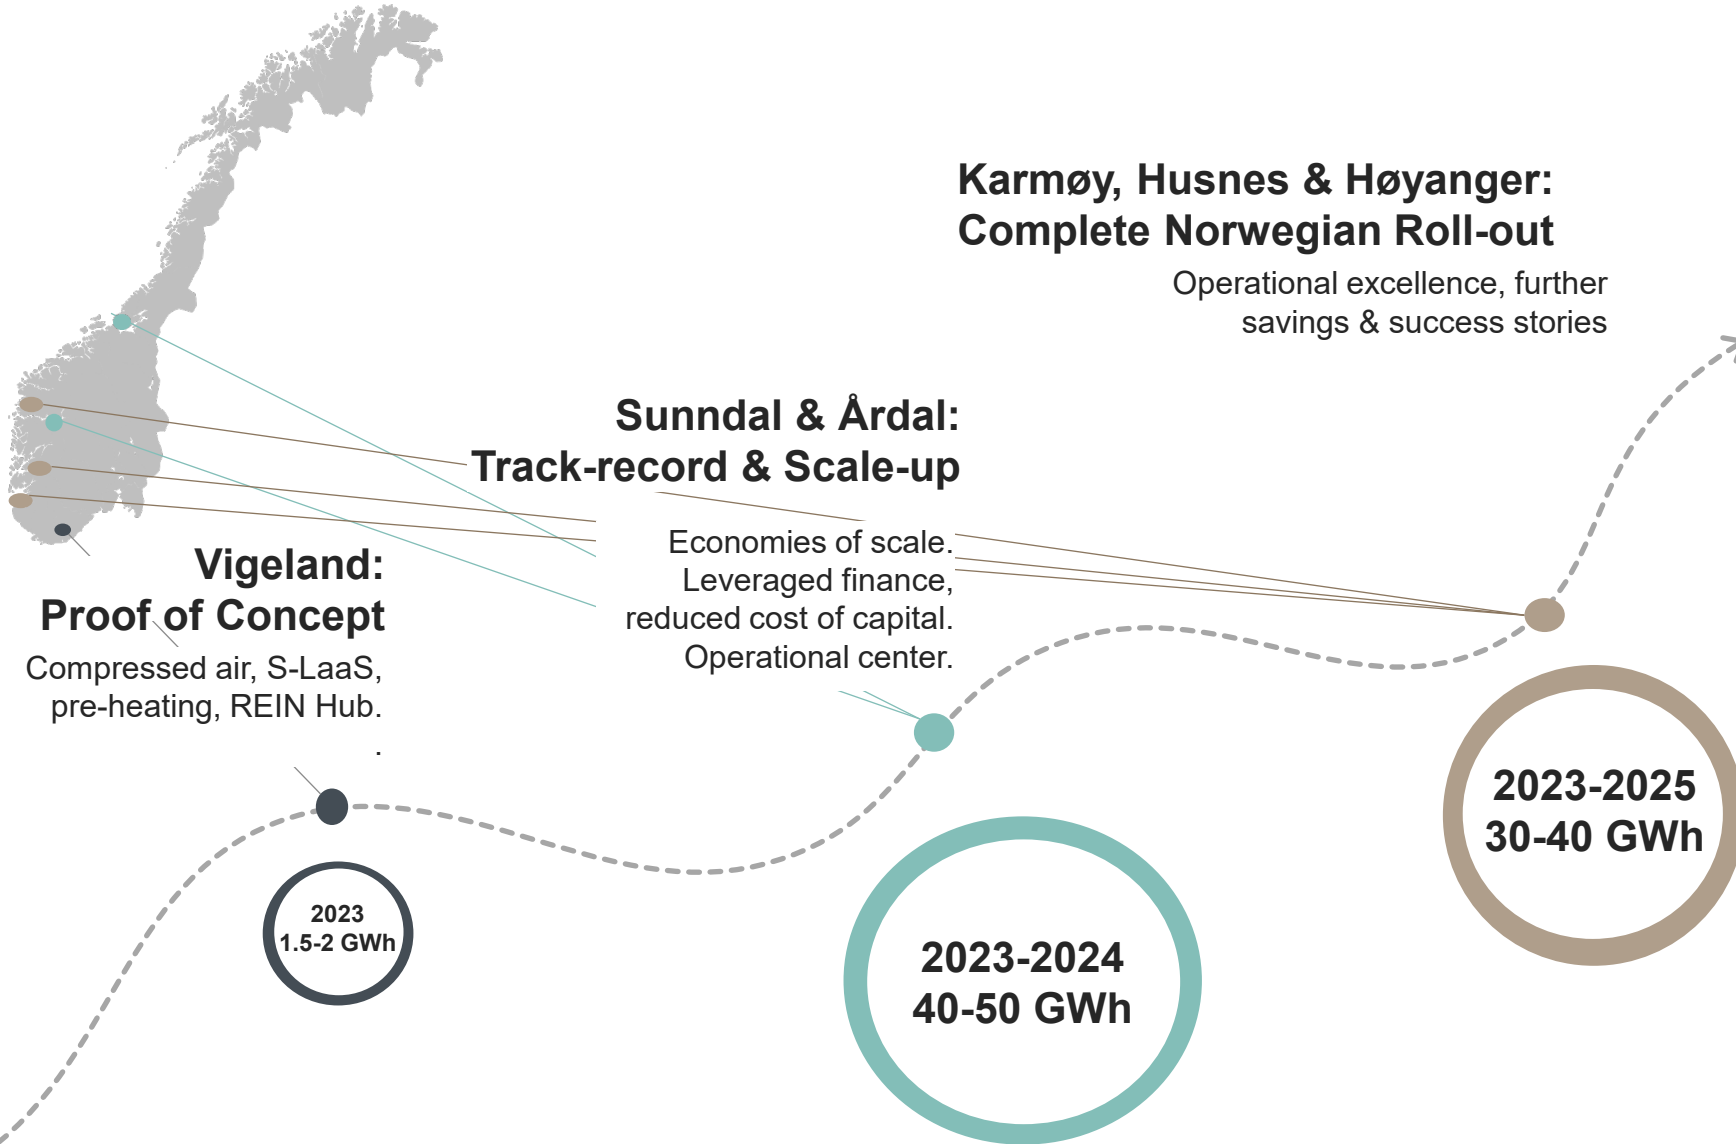 Karmøy, Husnes & Høyanger:
Complete Norwegian Roll-out
Operational excellence, further
savings & success stories
Sunndal & Årdal:
Track-record & Scale-up
Economies of scale.
Leveraged finance,
reduced cost of capital.
Operational center.
Vigeland:
Proof of Concept
Compressed air, S-LaaS,
pre-heating, REIN Hub.
.
2023
1.5-2 GWh
2023-2024
40-50 GWh
2023-2025
30-40 GWh